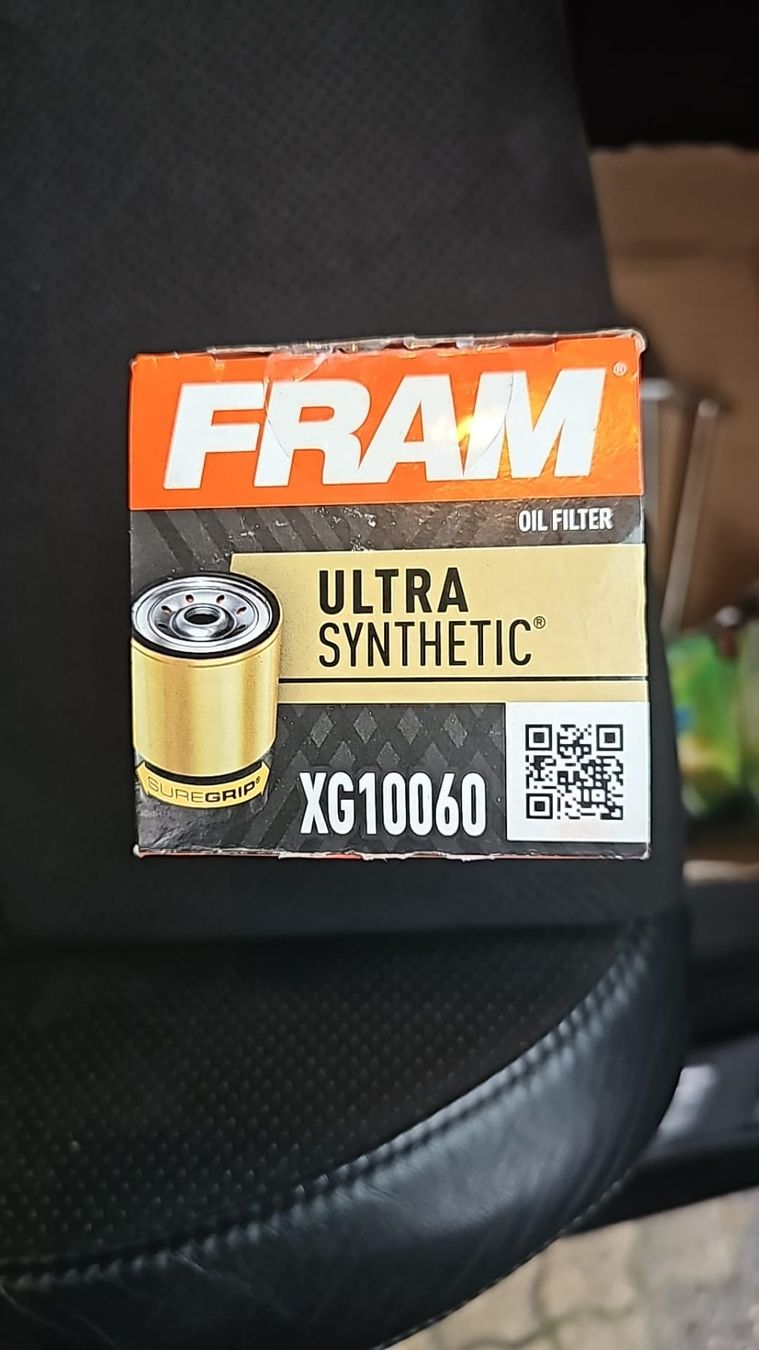 FRAM®
OIL FILTER
ULTRA
SYNTHETIC®
SUREGRIP®
XG10060